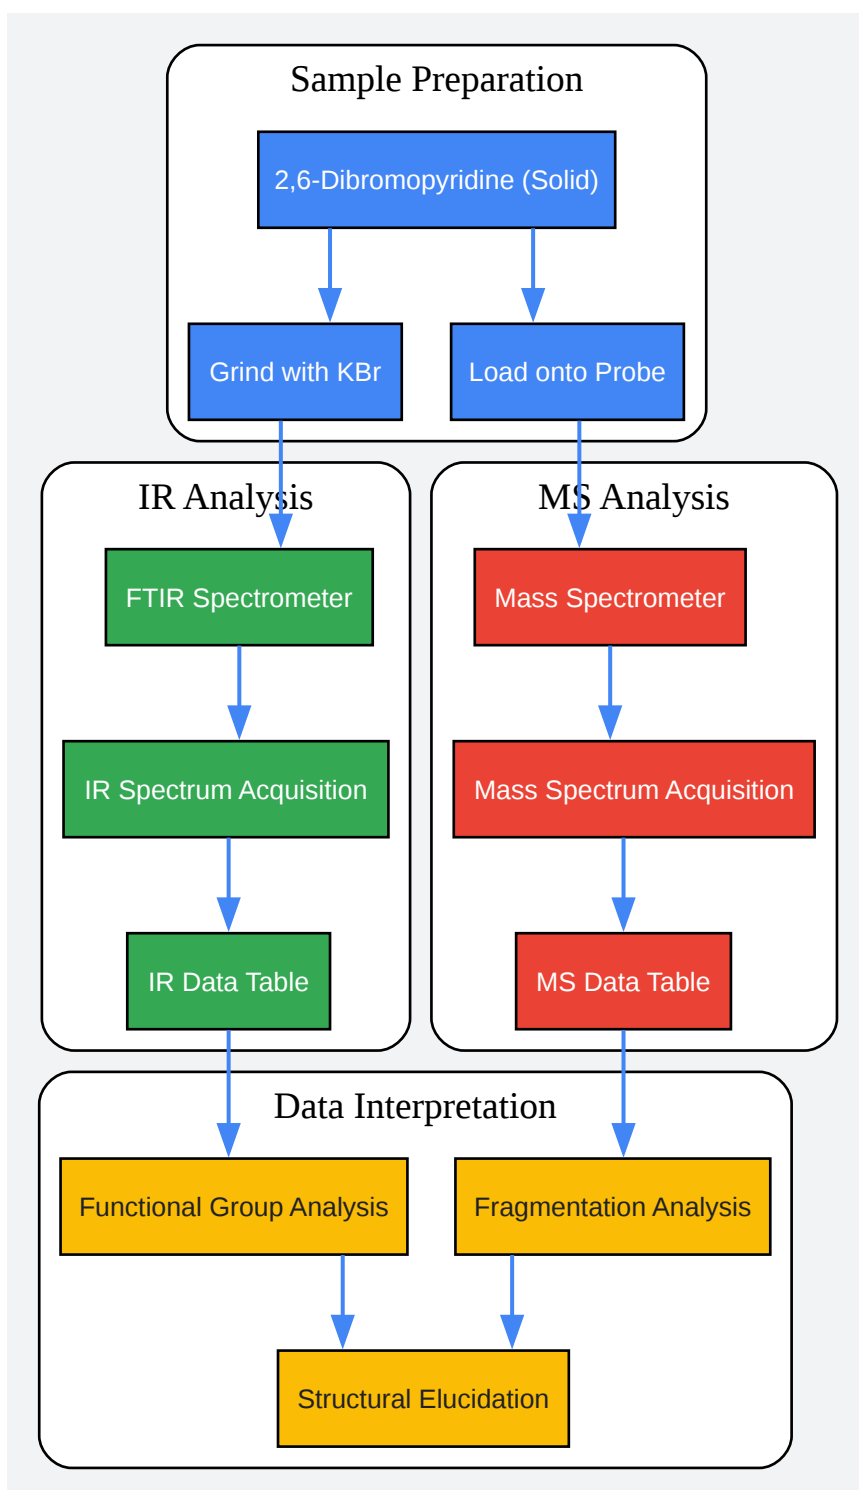 Sample Preparation
2,6-Dibromopyridine (Solid)
Grind with KBr
Load onto Probe
IR Analysis
FTIR Spectrometer
IR Spectrum Acquisition
IR Data Table
MS Analysis
Mass Spectrometer
Mass Spectrum Acquisition
MS Data Table
Data Interpretation
Functional Group Analysis
Fragmentation Analysis
Structural Elucidation